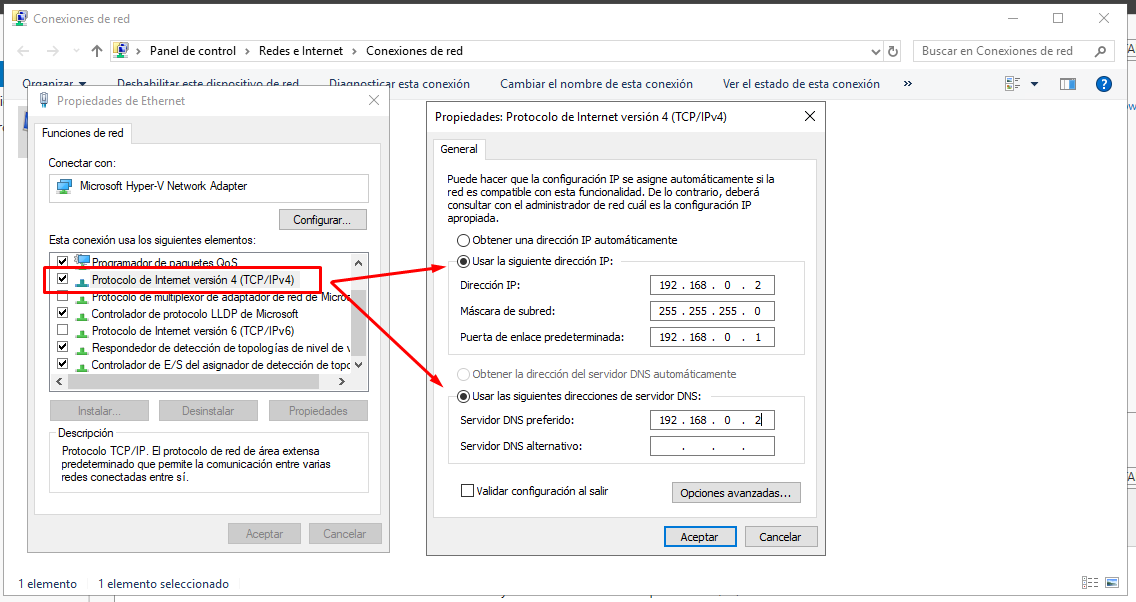 Conexiones de red
Panel de control
Redes e Internet
Conexiones de red
Buscar en Conexiones de red
Organizar
Deshabilitar este dispositivo de red
Diagnosticar esta conexión
Cambiar el nombre de esta conexión
Ver el estado de esta conexión
»
?
Propiedades de Ethernet
Funciones de red
Conectar con:
Microsoft Hyper-V Network Adapter
Configurar...
Esta conexión usa los siguientes elementos:
Programador de paquetes QoS
Protocolo de Internet versión 4 (TCP/IPv4)
Protocolo de multiplexor de adaptador de red de Micros
Controlador de protocolo LLDP de Microsoft
Protocolo de Internet versión 6 (TCP/IPv6)
Respondedor de detección de topologías de nivel de v
Controlador de E/S del asignador de detección de topo
Instalar...
Desinstalar
Propiedades
Descripción
Protocolo TCP/IP. El protocolo de red de área extensa
predeterminado que permite la comunicación entre varias
redes conectadas entre sí.
Aceptar
Cancelar
Propiedades: Protocolo de Internet versión 4 (TCP/IPv4)
General
Puede hacer que la configuración IP se asigne automáticamente si la
red es compatible con esta funcionalidad. De lo contrario, deberá
consultar con el administrador de red cuál es la configuración IP
apropiada.
Obtener una dirección IP automáticamente
Usar la siguiente dirección IP:
Dirección IP:
192 . 168 . 0 . 2
Máscara de subred:
255 . 255 . 255 . 0
Puerta de enlace predeterminada:
192 . 168 . 0 . 1
Obtener la dirección del servidor DNS automáticamente
Usar las siguientes direcciones de servidor DNS:
Servidor DNS preferido:
192 . 168 . 0 . 2
Servidor DNS alternativo:
. . .
Validar configuración al salir
Opciones avanzadas...
Aceptar
Cancelar
1 elemento
1 elemento seleccionado